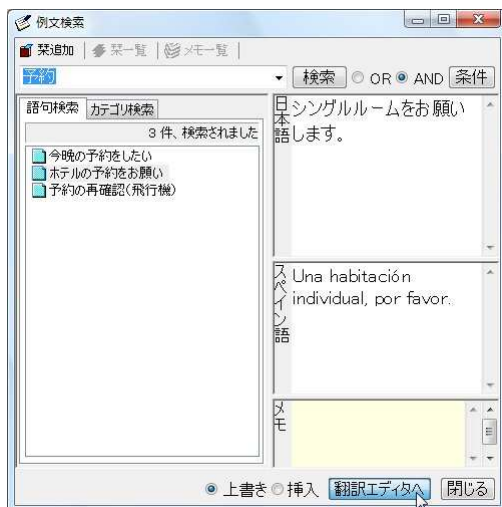 例文検索
栞追加 栞一覧 メモ一覧
予約 検索 OR AND 条件
語句検索 カテゴリ検索
3 件、検索されました
今晩の予約をしたい
ホテルの予約をお願い
予約の再確認(飛行機)
日本語
シングルルームをお願い
します。
スペイン語
Una habitación
individual, por favor.
メモ
上書き 挿入 翻訳エディタへ 閉じる